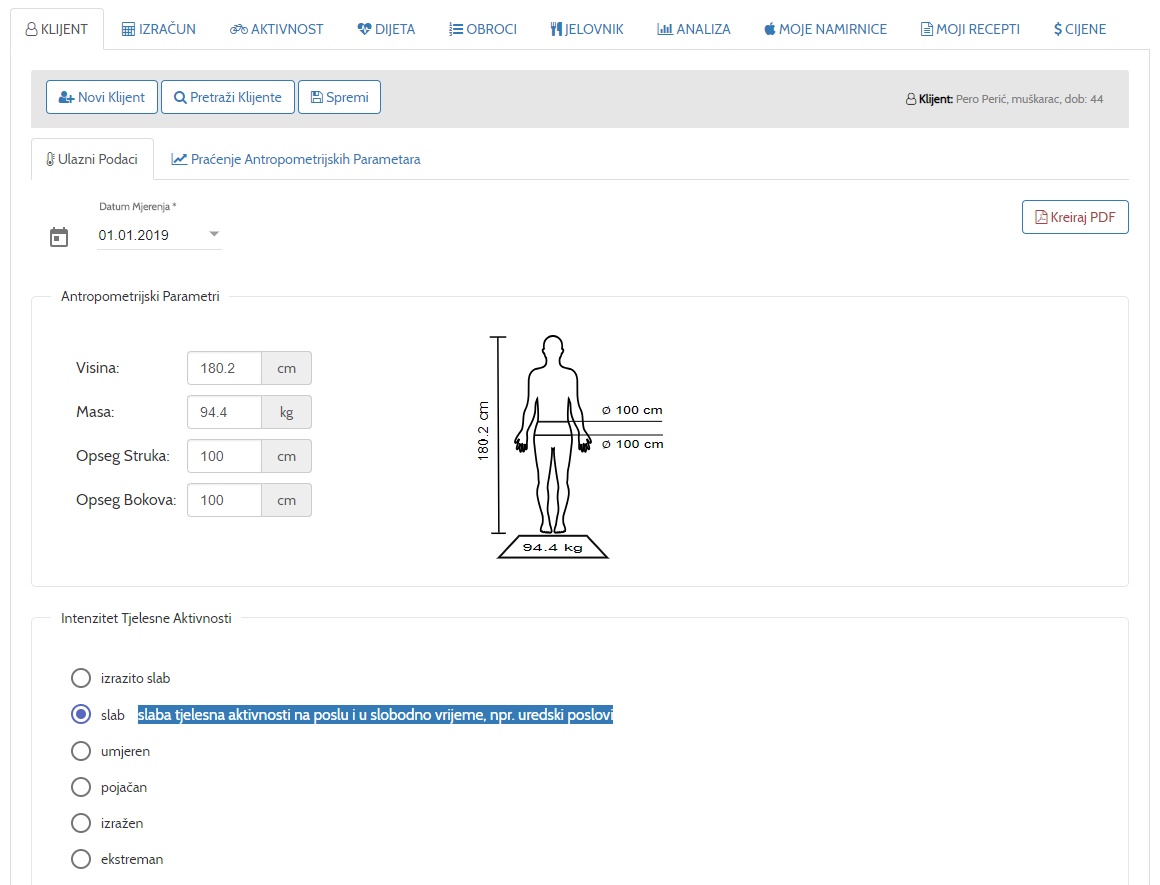 KLIJENT IZRAČUN AKTIVNOST DIJETA OBROCI JELOVNIK ANALIZA MOJE NAMIRNICE MOJI RECEPTI $ CIJENE
Novi Klijent Pretraži Klijente Spremi Klijent: Pero Perić, muškarac, dob: 44
Ulazni Podaci Praćenje Antropometrijskih Parametara
Datum Mjerenja *
01.01.2019
Kreiraj PDF
Antropometrijski Parametri
Visina: 180.2 cm
Masa: 94.4 kg
Opseg Struka: 100 cm
Opseg Bokova: 100 cm
180.2 cm
Ø 100 cm
Ø 100 cm
94.4 kg
Intenzitet Tjelesne Aktivnosti
izrazito slab
slab slaba tjelesna aktivnosti na poslu i u slobodno vrijeme, npr. uredski poslovi
umjeren
pojačan
izražen
ekstreman